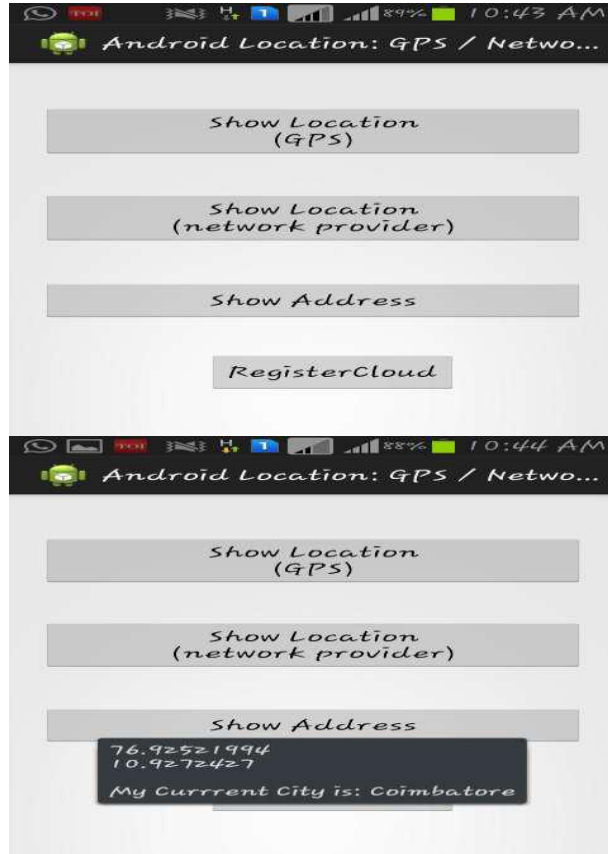 TOI H 1 89% 10:43 AM
Android Location: GPS / Netwo...
Show Location
(GPS)
Show Location
(network provider)
Show Address
RegisterCloud
TOI H 1 88% 10:44 AM
Android Location: GPS / Netwo...
Show Location
(GPS)
Show Location
(network provider)
Show Address
76.92521994
10.9272427
My Currrent City is: Coimbatore